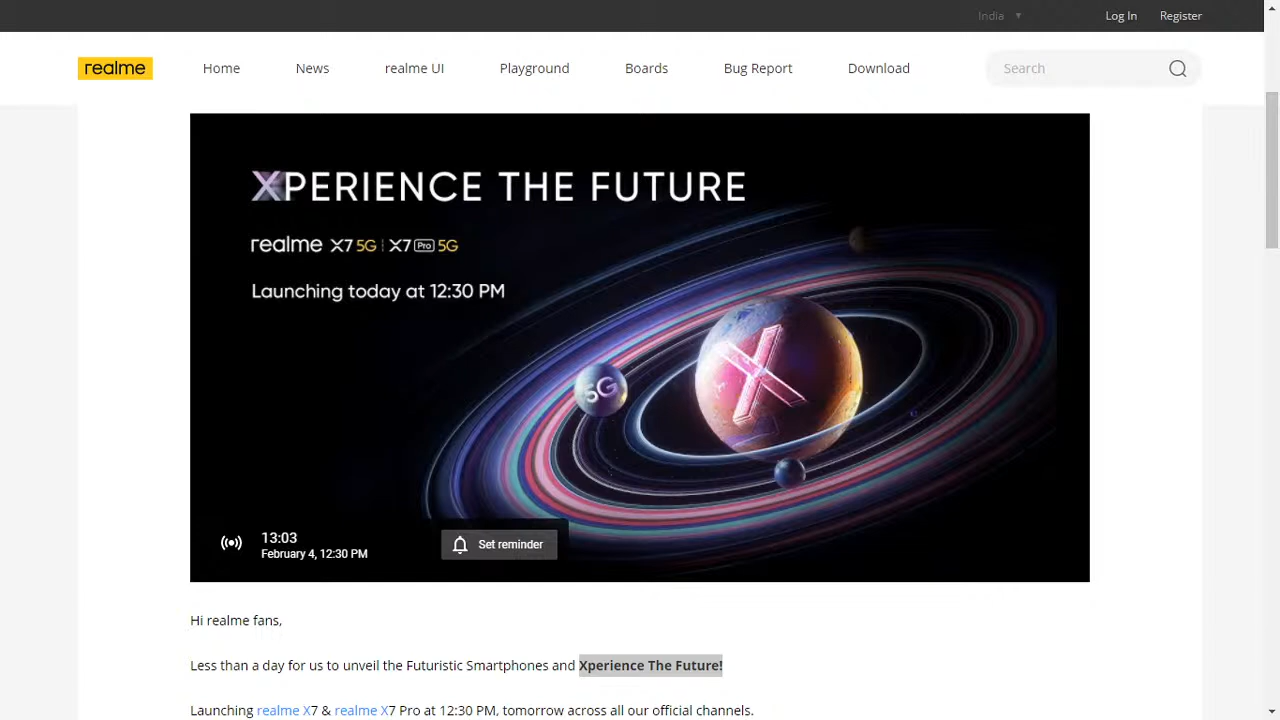 India ▼ Log In Register
realme Home News realme UI Playground Boards Bug Report Download Search
XPERIENCE THE FUTURE
realme X7 5G | X7 Pro 5G
Launching today at 12:30 PM
X
5G
13:03
February 4, 12:30 PM
Set reminder
Hi realme fans,
Less than a day for us to unveil the Futuristic Smartphones and Xperience The Future!
Launching realme X7 & realme X7 Pro at 12:30 PM, tomorrow across all our official channels.